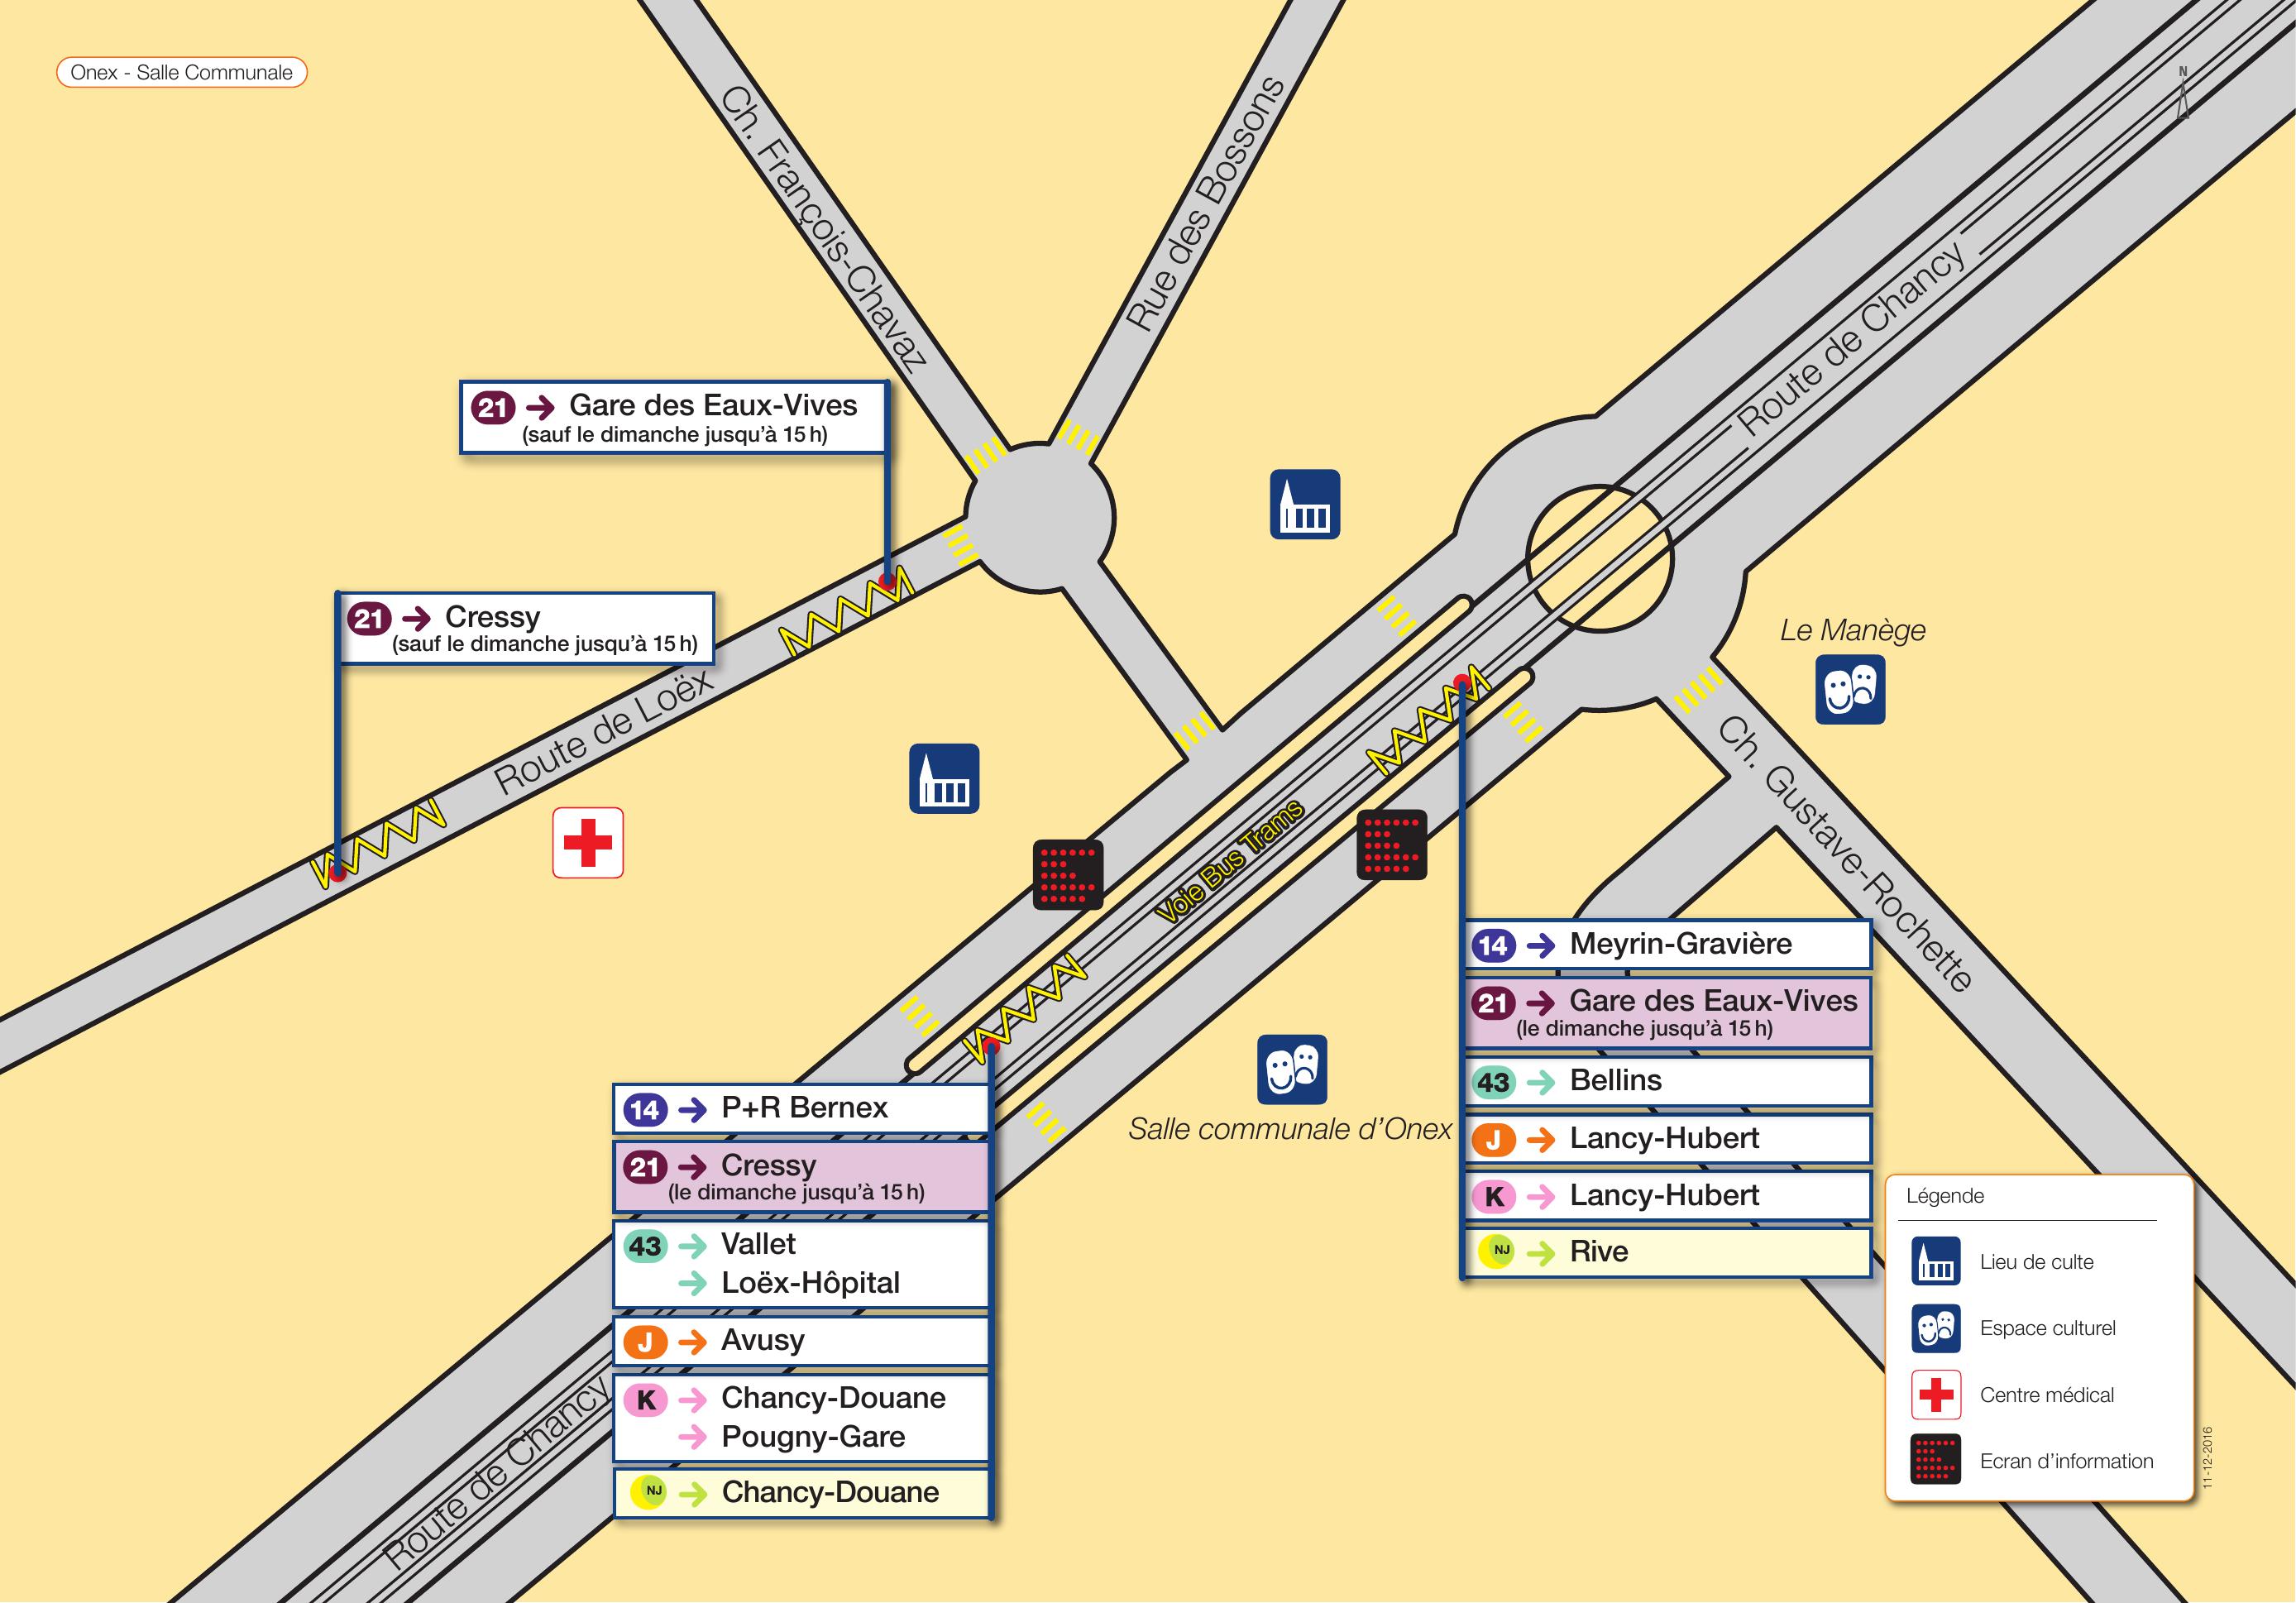 Onex - Salle Communale
N
Ch. François-Chavaz
Rue des Bossons
Route de Chancy
21 → Gare des Eaux-Vives
(sauf le dimanche jusqu'à 15 h)
21 → Cressy
(sauf le dimanche jusqu'à 15 h)
Route de Loëx
Le Manège
Ch. Gustave-Rochette
Voie Bus Trams
14 → Meyrin-Gravière
21 → Gare des Eaux-Vives
(le dimanche jusqu'à 15 h)
43 → Bellins
J → Lancy-Hubert
K → Lancy-Hubert
NJ → Rive
Salle communale d'Onex
14 → P+R Bernex
21 → Cressy
(le dimanche jusqu'à 15 h)
43 → Vallet
→ Loëx-Hôpital
J → Avusy
K → Chancy-Douane
→ Pougny-Gare
NJ → Chancy-Douane
Route de Chancy
Légende
Lieu de culte
Espace culturel
Centre médical
Ecran d'information
11-12-2016